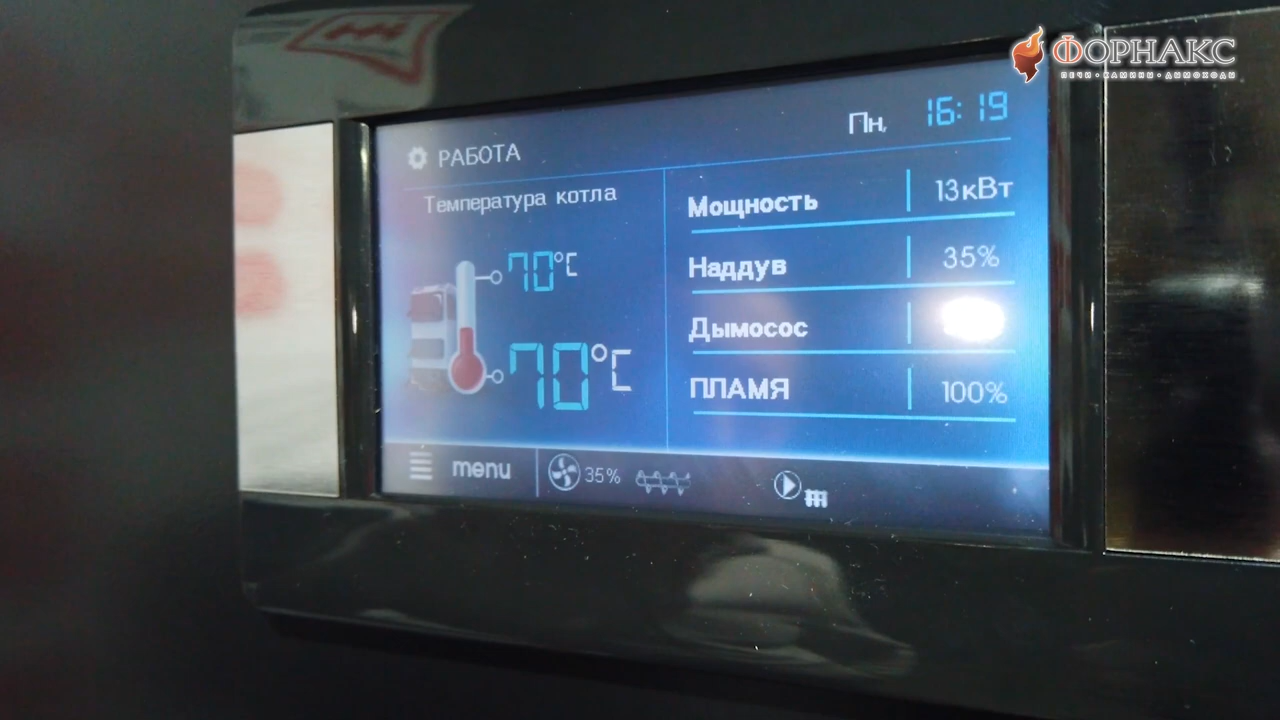 ФОРНАКС
ПЕЧИ • КАМИНЫ • ДЫМОХОДЫ
Пн, 16:19
РАБОТА
Температура котла
70°C
70°C
Мощность 13кВт
Наддув 35%
Дымосос
ПЛАМЯ 100%
menu 35%